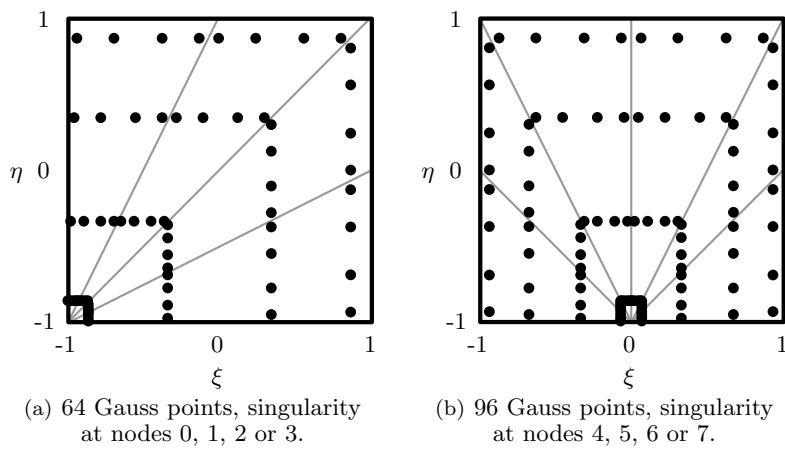 1
η 0
-1
-1 0 1
ξ
(a) 64 Gauss points, singularity
at nodes 0, 1, 2 or 3.
1
η 0
-1
-1 0 1
ξ
(b) 96 Gauss points, singularity
at nodes 4, 5, 6 or 7.